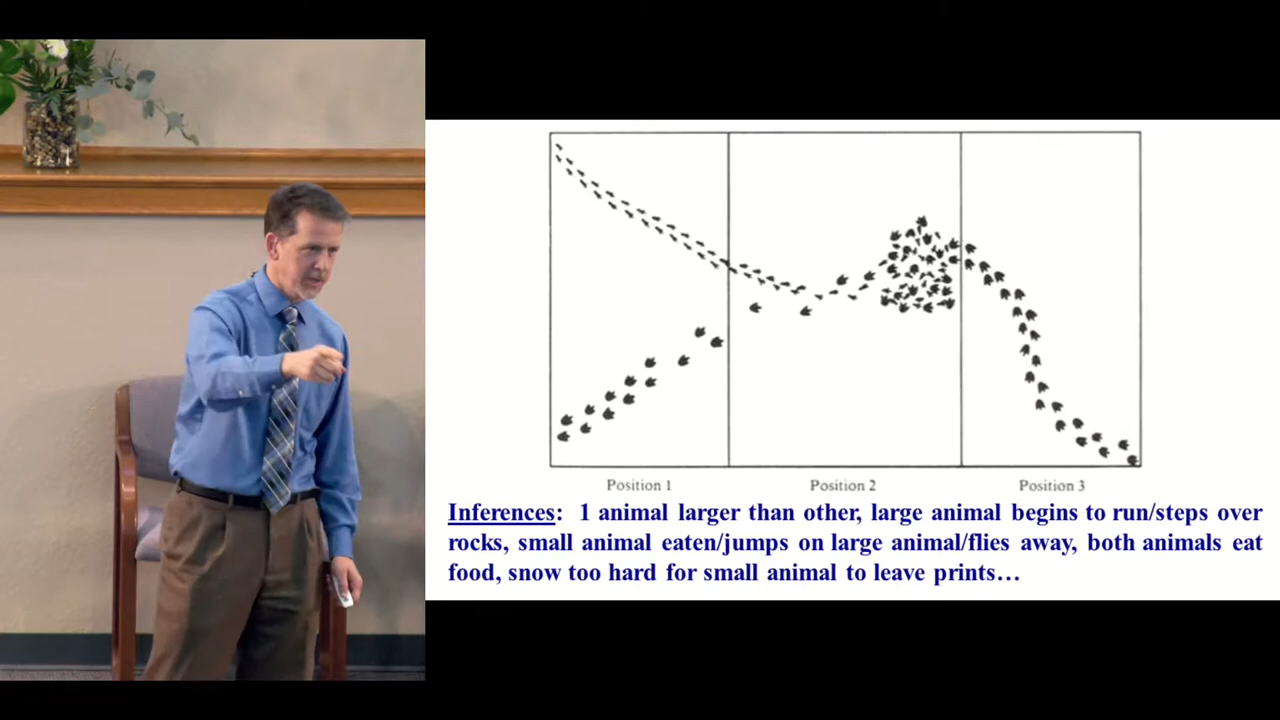 Position 1
Position 2
Position 3
Inferences: 1 animal larger than other, large animal begins to run/steps over
rocks, small animal eaten/jumps on large animal/flies away, both animals eat
food, snow too hard for small animal to leave prints…